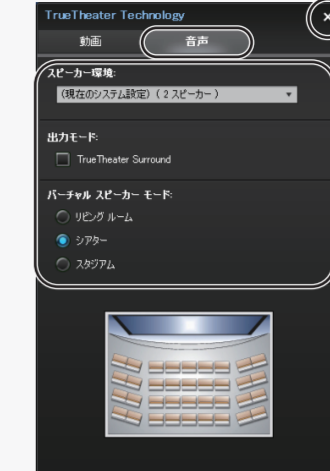 TrueTheater Technology
×
動画
音声
スピーカー環境:
(現在のシステム設定) ( 2 スピーカー )
出力モード:
TrueTheater Surround
バーチャル スピーカー モード:
リビング ルーム
シアター
スタジアム